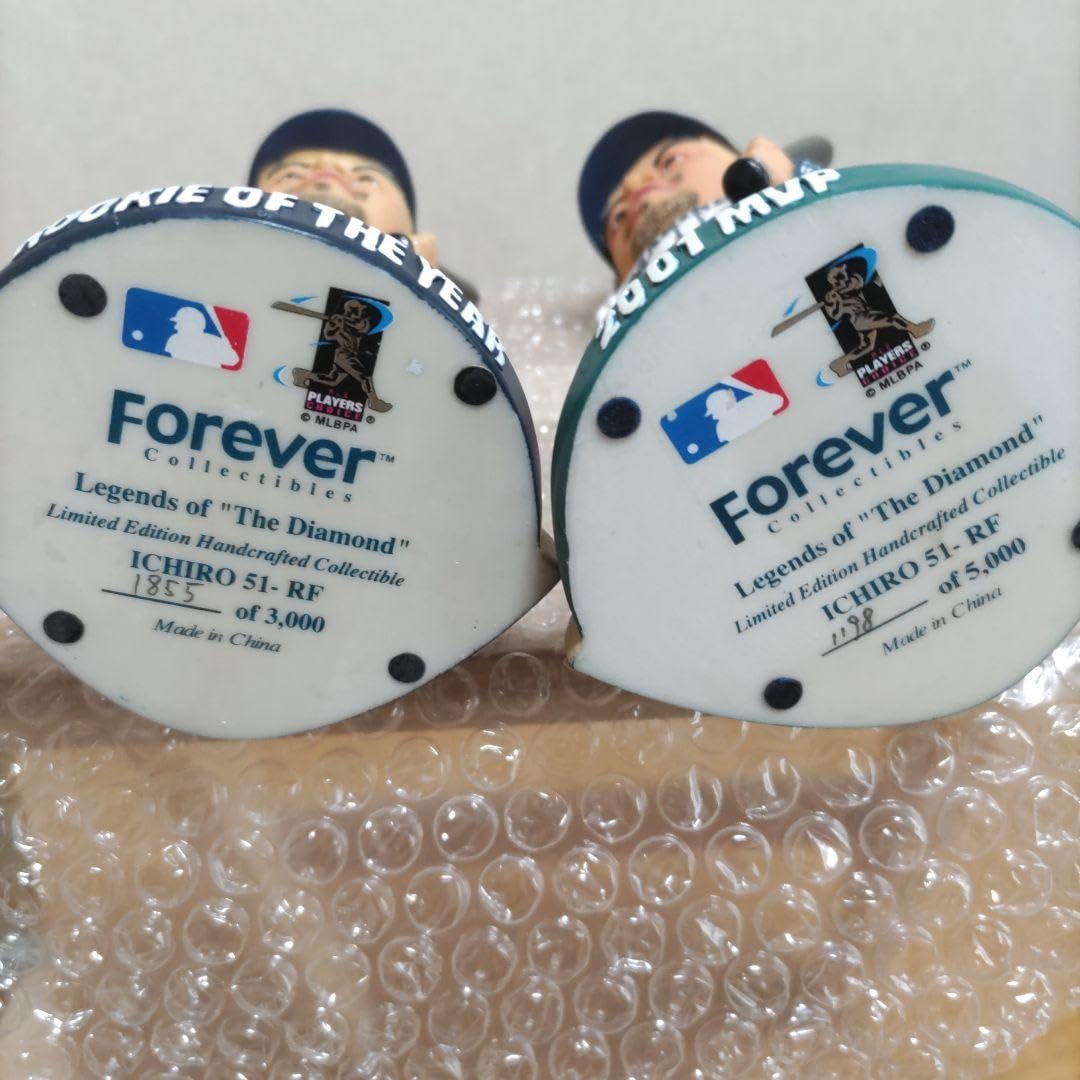 ROOKIE OF THE YEAR
PLAYERS
CHOICE
© MLBPA ®
Forever™
Collectibles
Legends of "The Diamond"
Limited Edition Handcrafted Collectible
ICHIRO 51- RF
1855 of 3,000
Made in China
2001 MVP
PLAYERS
CHOICE
© MLBPA ®
Forever™
Collectibles
Legends of "The Diamond"
Limited Edition Handcrafted Collectible
ICHIRO 51- RF
1198 of 5,000
Made in China